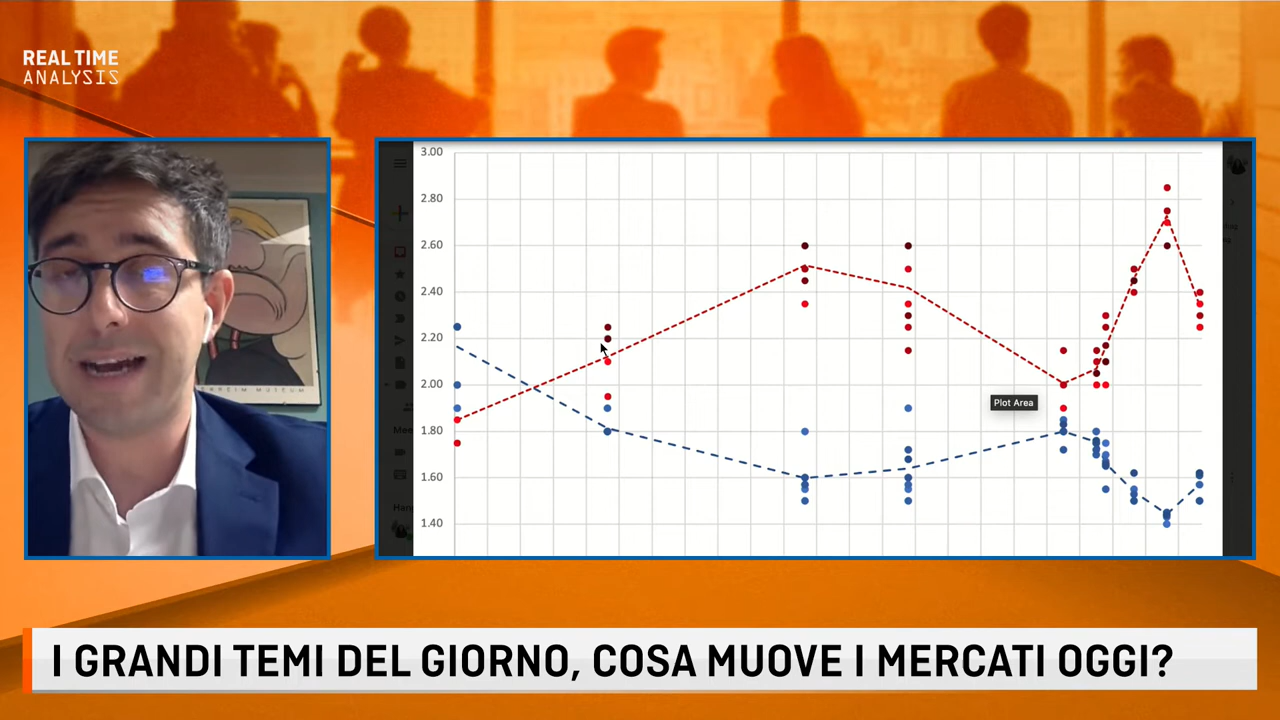 REAL TIME
ANALYSIS
3.00
2.80
2.60
2.40
2.20
2.00
1.80
1.60
1.40
Plot Area
I GRANDI TEMI DEL GIORNO, COSA MUOVE I MERCATI OGGI?